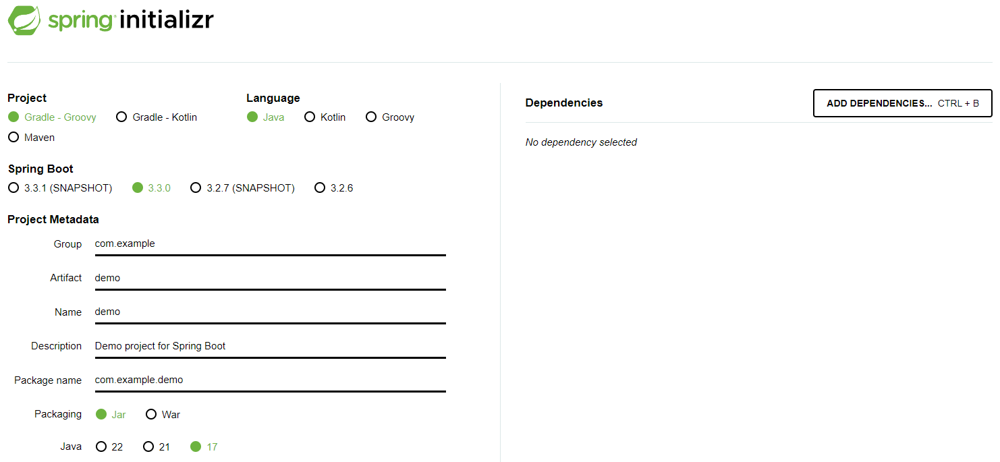 spring initializr
Project
Gradle - Groovy Gradle - Kotlin
Maven
Language
Java Kotlin Groovy
Spring Boot
3.3.1 (SNAPSHOT) 3.3.0 3.2.7 (SNAPSHOT) 3.2.6
Project Metadata
Group com.example
Artifact demo
Name demo
Description Demo project for Spring Boot
Package name com.example.demo
Packaging Jar War
Java 22 21 17
Dependencies
ADD DEPENDENCIES... CTRL + B
No dependency selected